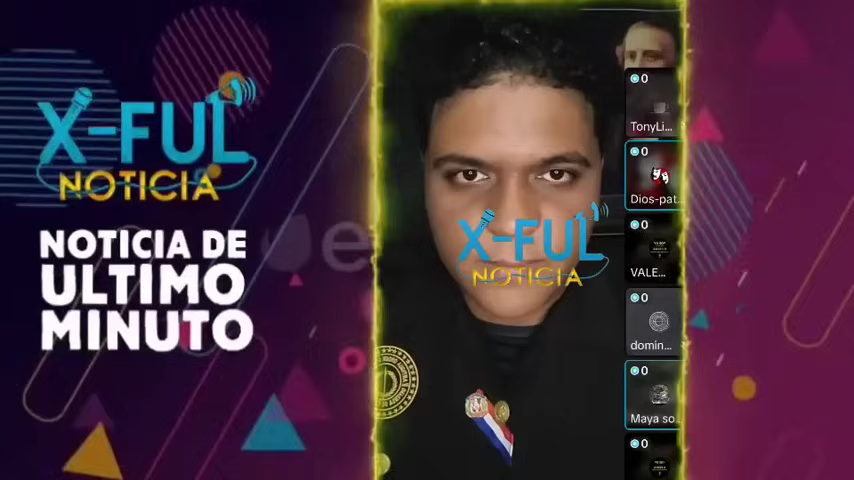 X-FUL
NOTICIA
NOTICIA DE
ULTIMO
MINUTO
X-FUL
NOTICIA
0
TonyLi...
0
Dios-pat...
0
VALE...
0
domin...
0
Maya so...
0